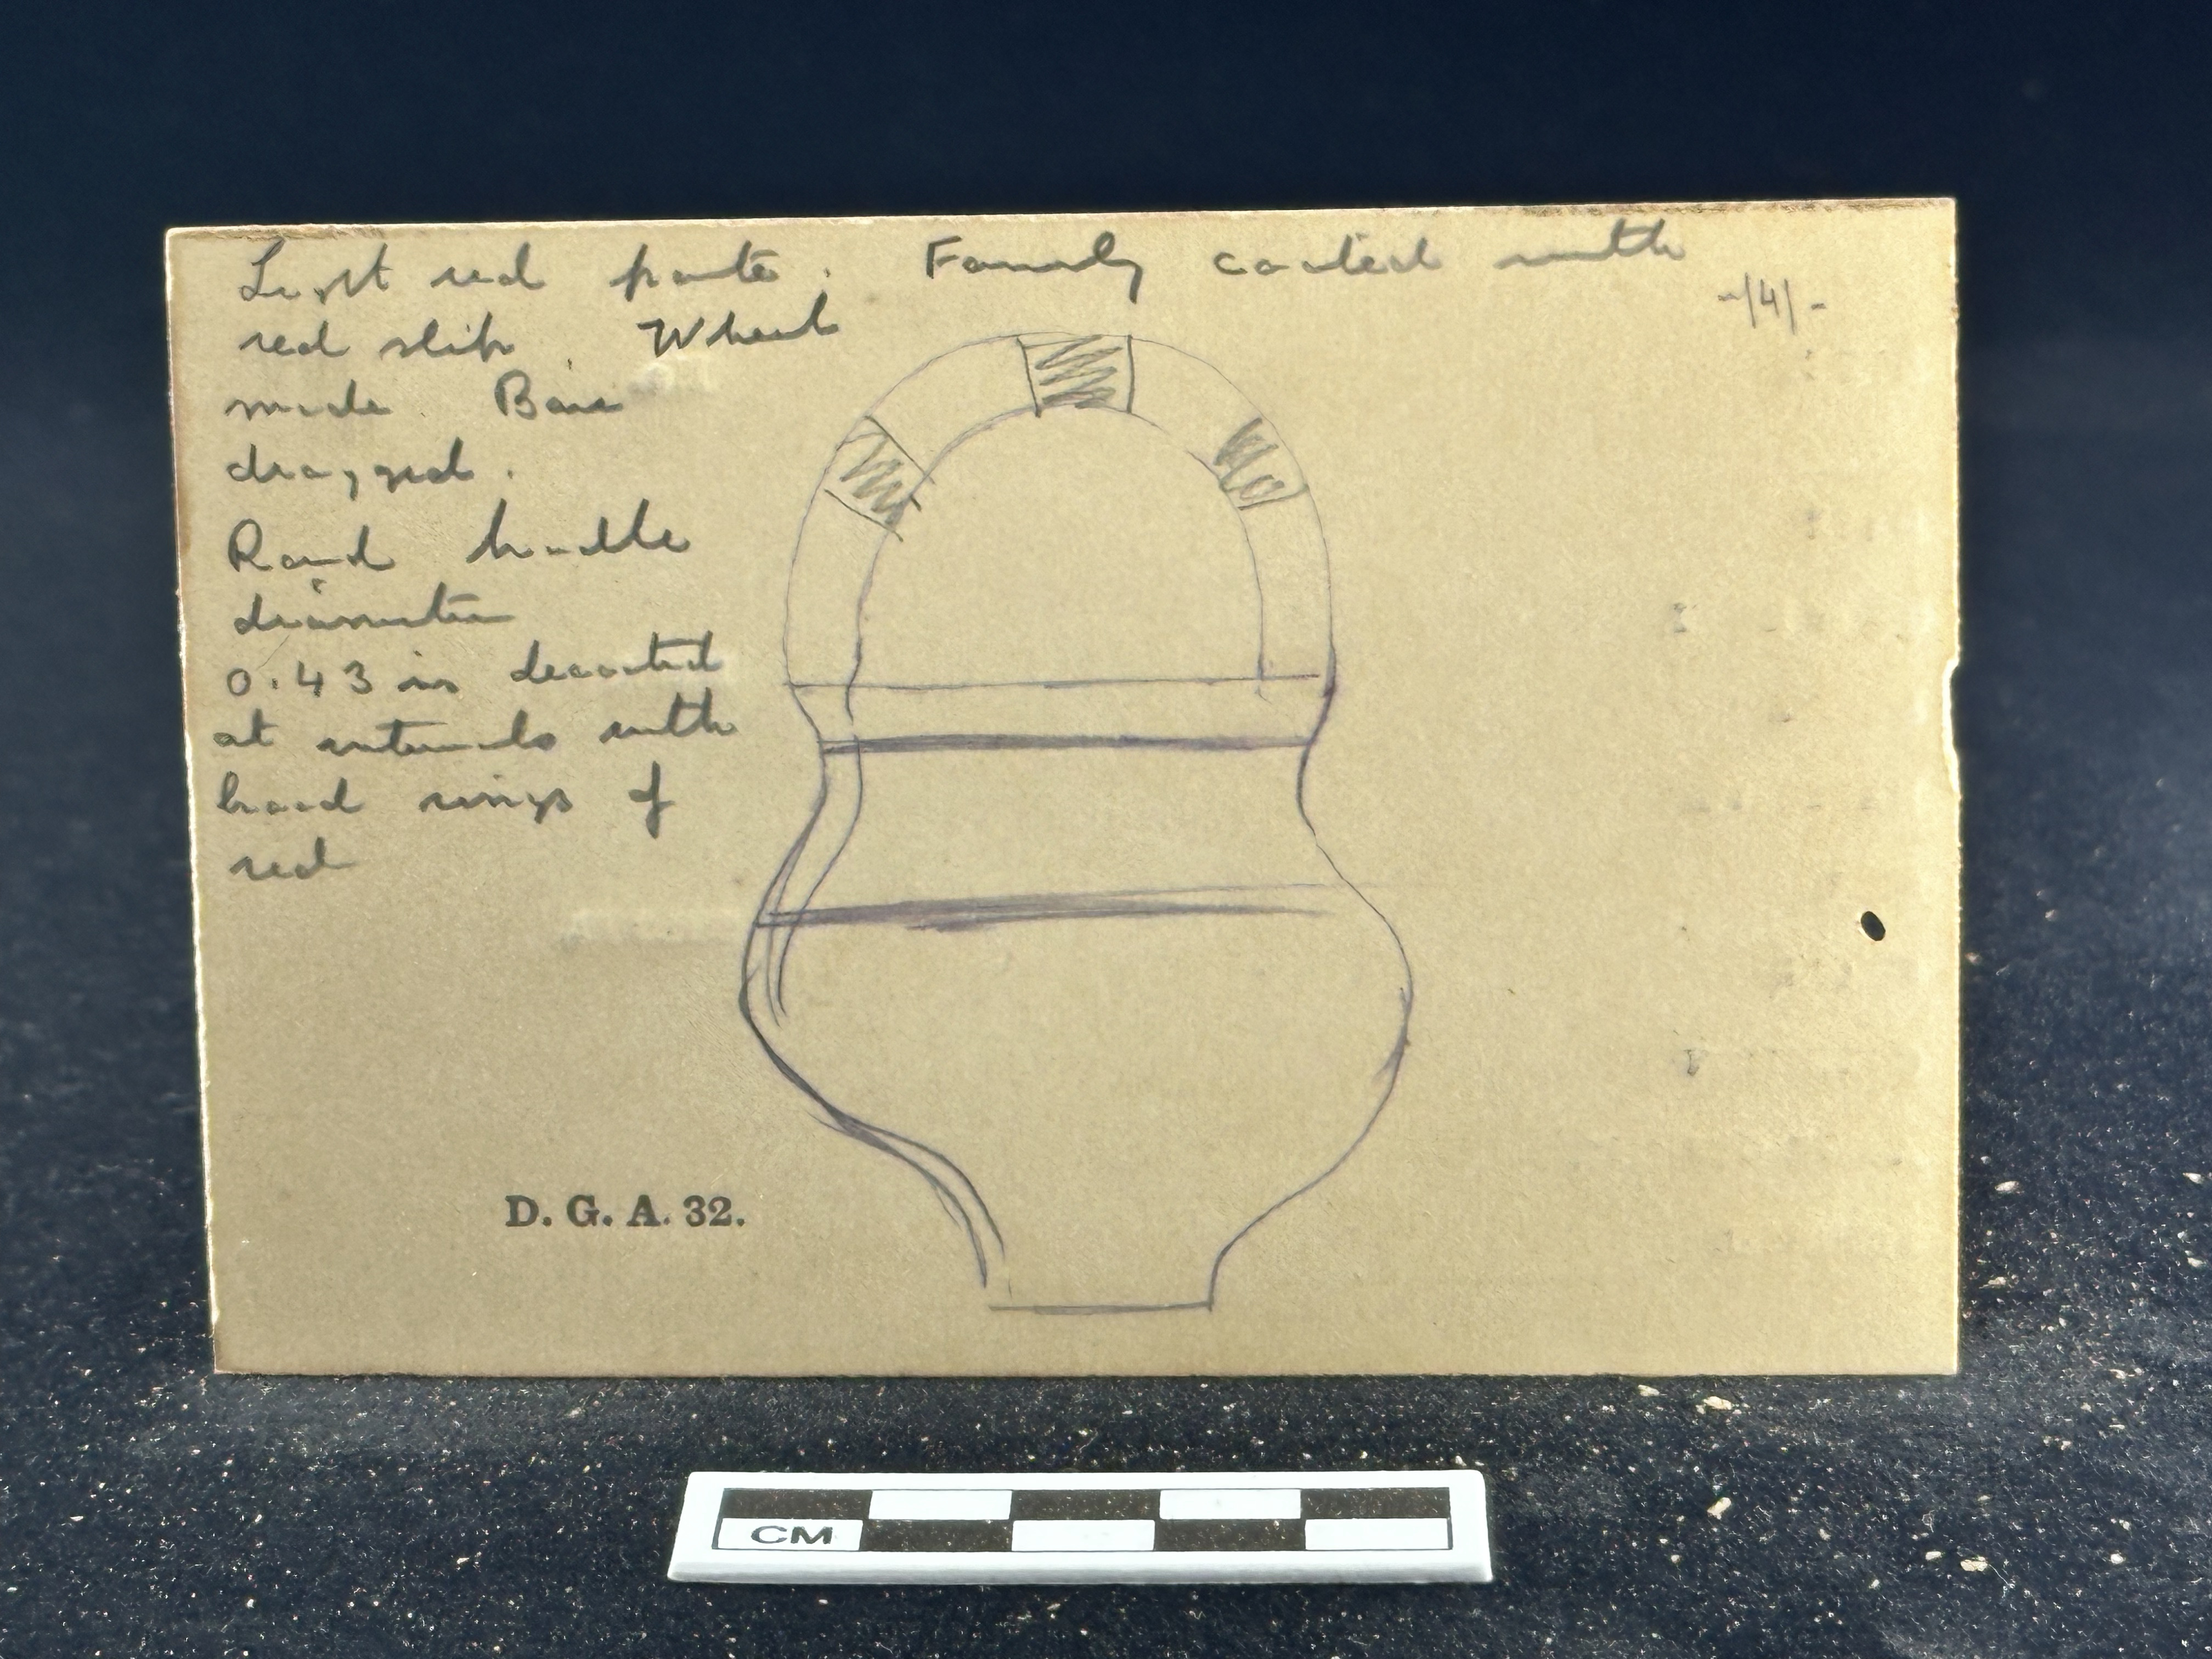 Light red paste. Formerly coated with
-/4/-
red slip. Wheel
made. Base
dragged.
Round handle
diameter
0.43 in decorated
at intervals with
broad rings of
red
D. G. A. 32.
CM